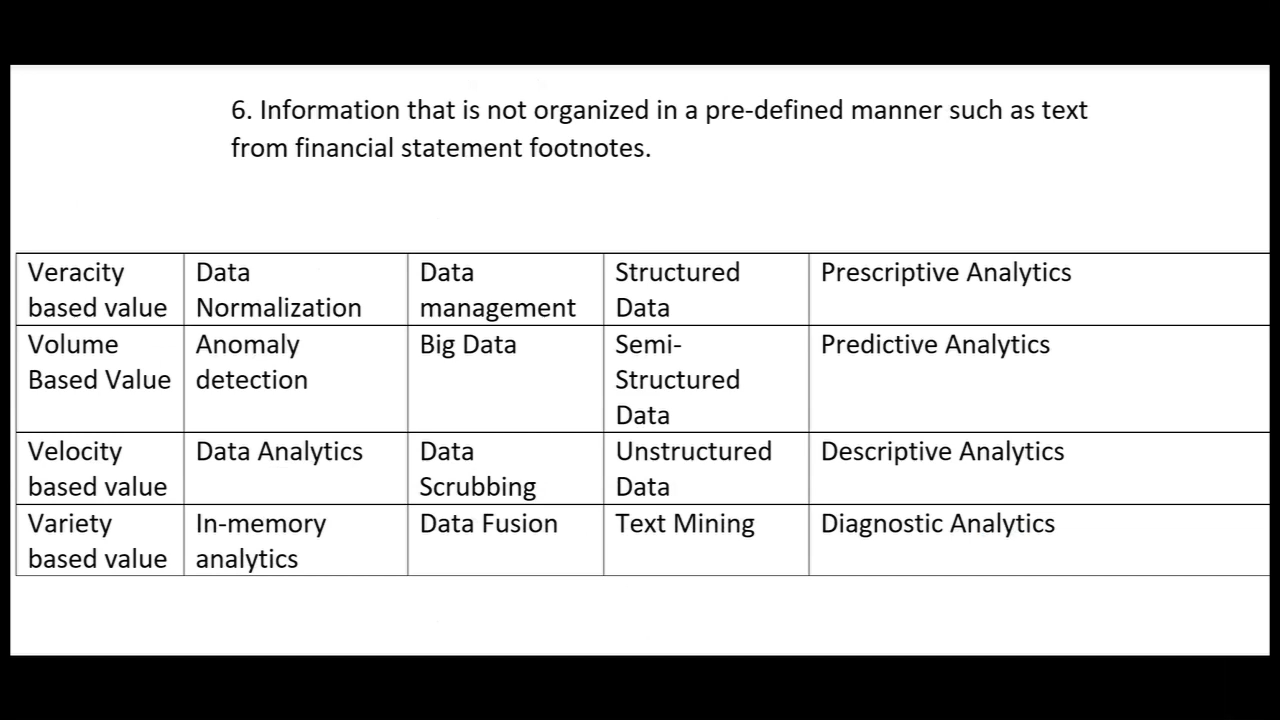 6. Information that is not organized in a pre-defined manner such as text
from financial statement footnotes.
Veracity
based value
Data
Normalization
Data
management
Structured
Data
Prescriptive Analytics
Volume
Based Value
Anomaly
detection
Big Data
Semi-
Structured
Data
Predictive Analytics
Velocity
based value
Data Analytics
Data
Scrubbing
Unstructured
Data
Descriptive Analytics
Variety
based value
In-memory
analytics
Data Fusion
Text Mining
Diagnostic Analytics